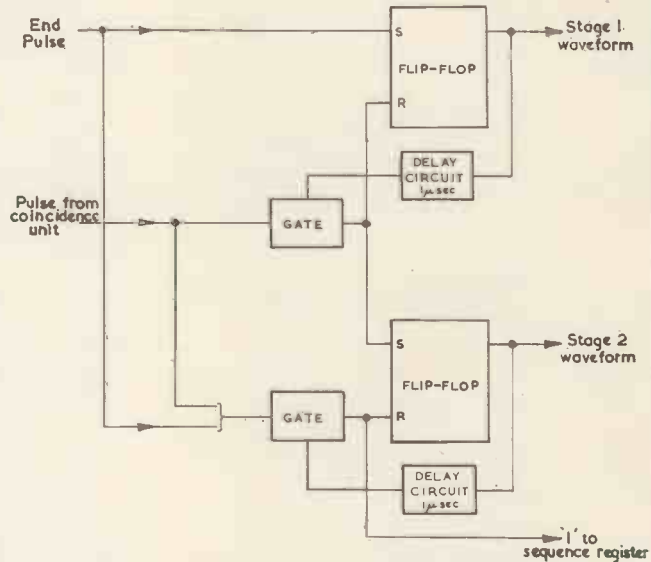 End
Pulse
S
FLIP-FLOP
R
Stage 1
waveform
DELAY
CIRCUIT
1μsec
Pulse from
coincidence
unit
GATE
S
FLIP-FLOP
R
Stage 2
waveform
GATE
DELAY
CIRCUIT
1μsec
'1' to
sequence register